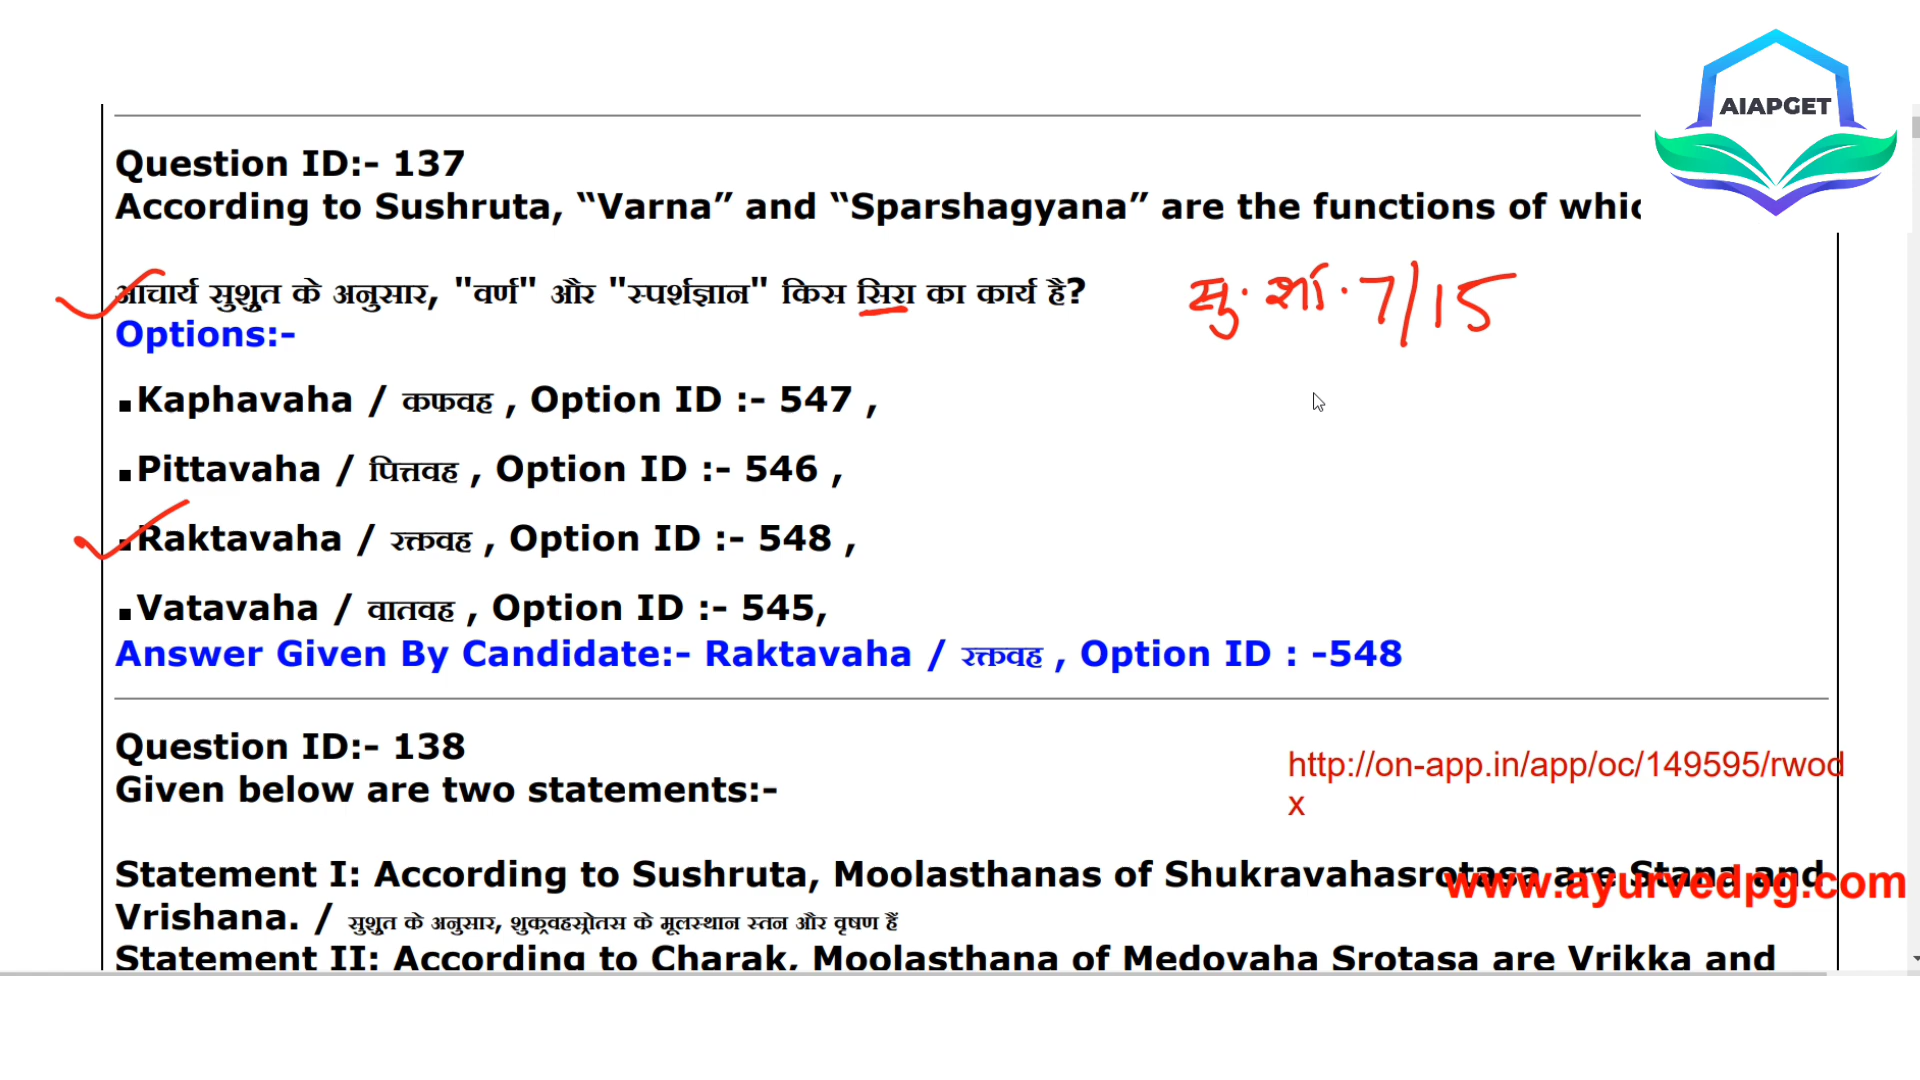 AIAPGET
Question ID:- 137
According to Sushruta, “Varna” and “Sparshagyana” are the functions of
आचार्य सुश्रुत के अनुसार, "वर्ण" और "स्पर्शज्ञान" किस सिरा का कार्य है?
सु. शा. 7/15
Options:-
▪Kaphavaha / कफवह , Option ID :- 547 ,
▪Pittavaha / पित्तवह , Option ID :- 546 ,
▪Raktavaha / रक्तवह , Option ID :- 548 ,
▪Vatavaha / वातवह , Option ID :- 545,
Answer Given By Candidate:- Raktavaha / रक्तवह , Option ID : -548
Question ID:- 138
Given below are two statements:-
http://on-app.in/app/oc/149595/rwod
x
Statement I: According to Sushruta, Moolasthanas of Shukravahasrotasa are Stana and
www.ayurvedpg.com
Vrishana. / सुश्रुत के अनुसार, शुक्रवहस्रोतस के मूलस्थान स्तन और वृषण हैं
Statement II: According to Charak, Moolasthana of Medovaha Srotasa are Vrikka and